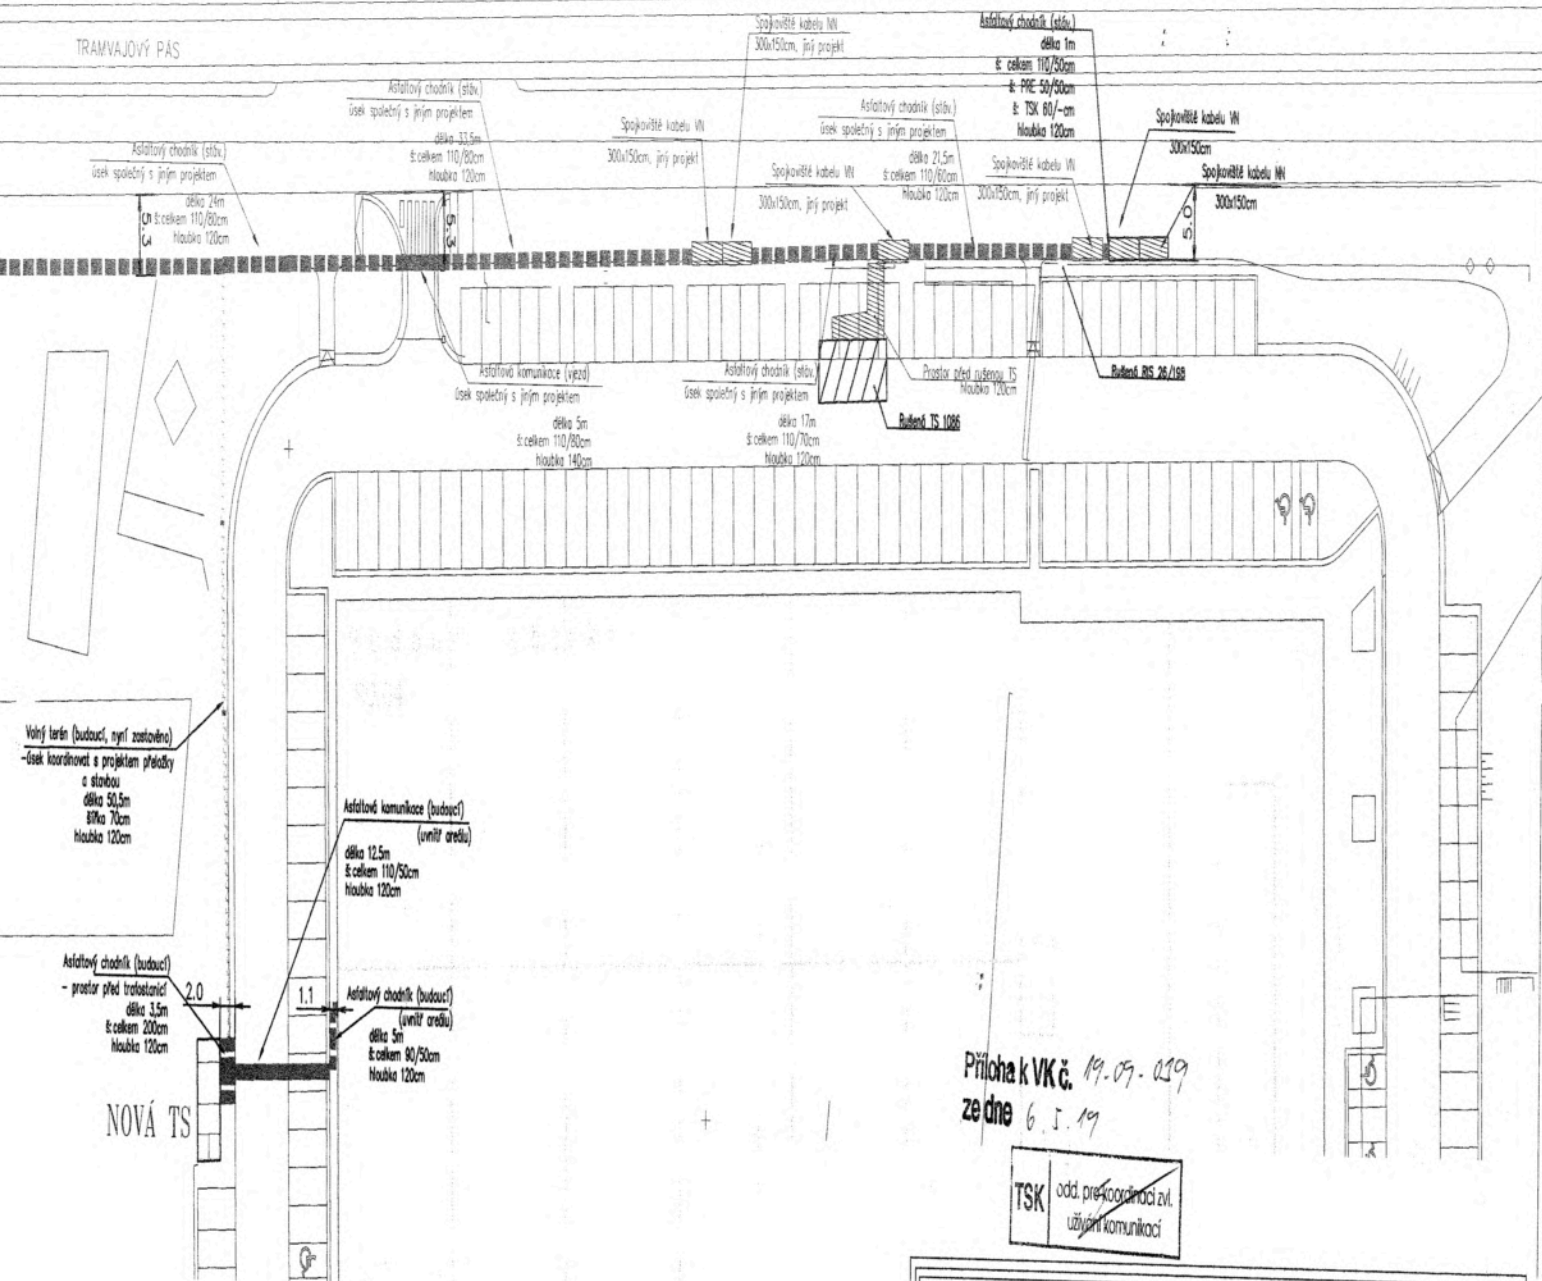 TRAMVAJOVÝ PÁS
Spojkoviště kabelu NN
300x150cm, jiný projekt
Asfaltový chodník (stáv.)
délka 1m
š: celkem 110/50cm
š: PRE 50/50cm
š: TSK 60/-cm
hloubka 120cm
Asfaltový chodník (stáv.)
úsek společný s jiným projektem
délka 33,5m
š:celkem 110/80cm
hloubka 120cm
Spojkoviště kabelu VN
300x150cm, jiný projekt
Asfaltový chodník (stáv.)
úsek společný s jiným projektem
délka 21,5m
š:celkem 110/60cm
hloubka 120cm
Spojkoviště kabelu VN
300x150cm
Asfaltový chodník (stáv.)
úsek společný s jiným projektem
délka 24m
š:celkem 110/80cm
hloubka 120cm
Spojkoviště kabelu VN
300x150cm, jiný projekt
Spojkoviště kabelu VN
300x150cm, jiný projekt
Spojkoviště kabelu NN
300x150cm
5.3
5.3
5.0
Asfaltová komunikace (vjezd)
úsek společný s jiným projektem
délka 5m
š:celkem 110/80cm
hloubka 140cm
Asfaltový chodník (stáv.)
úsek společný s jiným projektem
délka 17m
š:celkem 110/70cm
hloubka 120cm
Prostor před rušenou TS
hloubka 120cm
Rušená TS 1086
Rušená RIS 26/198
Volný terén (budoucí, nyní zastavěno)
-úsek koordinovat s projektem přeložky
a stavbou
délka 50,5m
šířka 70cm
hloubka 120cm
Asfaltová komunikace (budoucí)
(uvnitř areálu)
délka 12.5m
š:celkem 110/50cm
hloubka 120cm
Asfaltový chodník (budoucí)
- prostor před trafostanicí
délka 3,5m
š:celkem 200cm
hloubka 120cm
2.0
1.1
Asfaltový chodník (budoucí)
(uvnitř areálu)
délka 5m
š:celkem 90/50cm
hloubka 120cm
NOVÁ TS
Příloha k VK č. 19-09-039
ze dne 6.5.19
TSK
odd. pro koordinaci zvl.
užívání komunikací